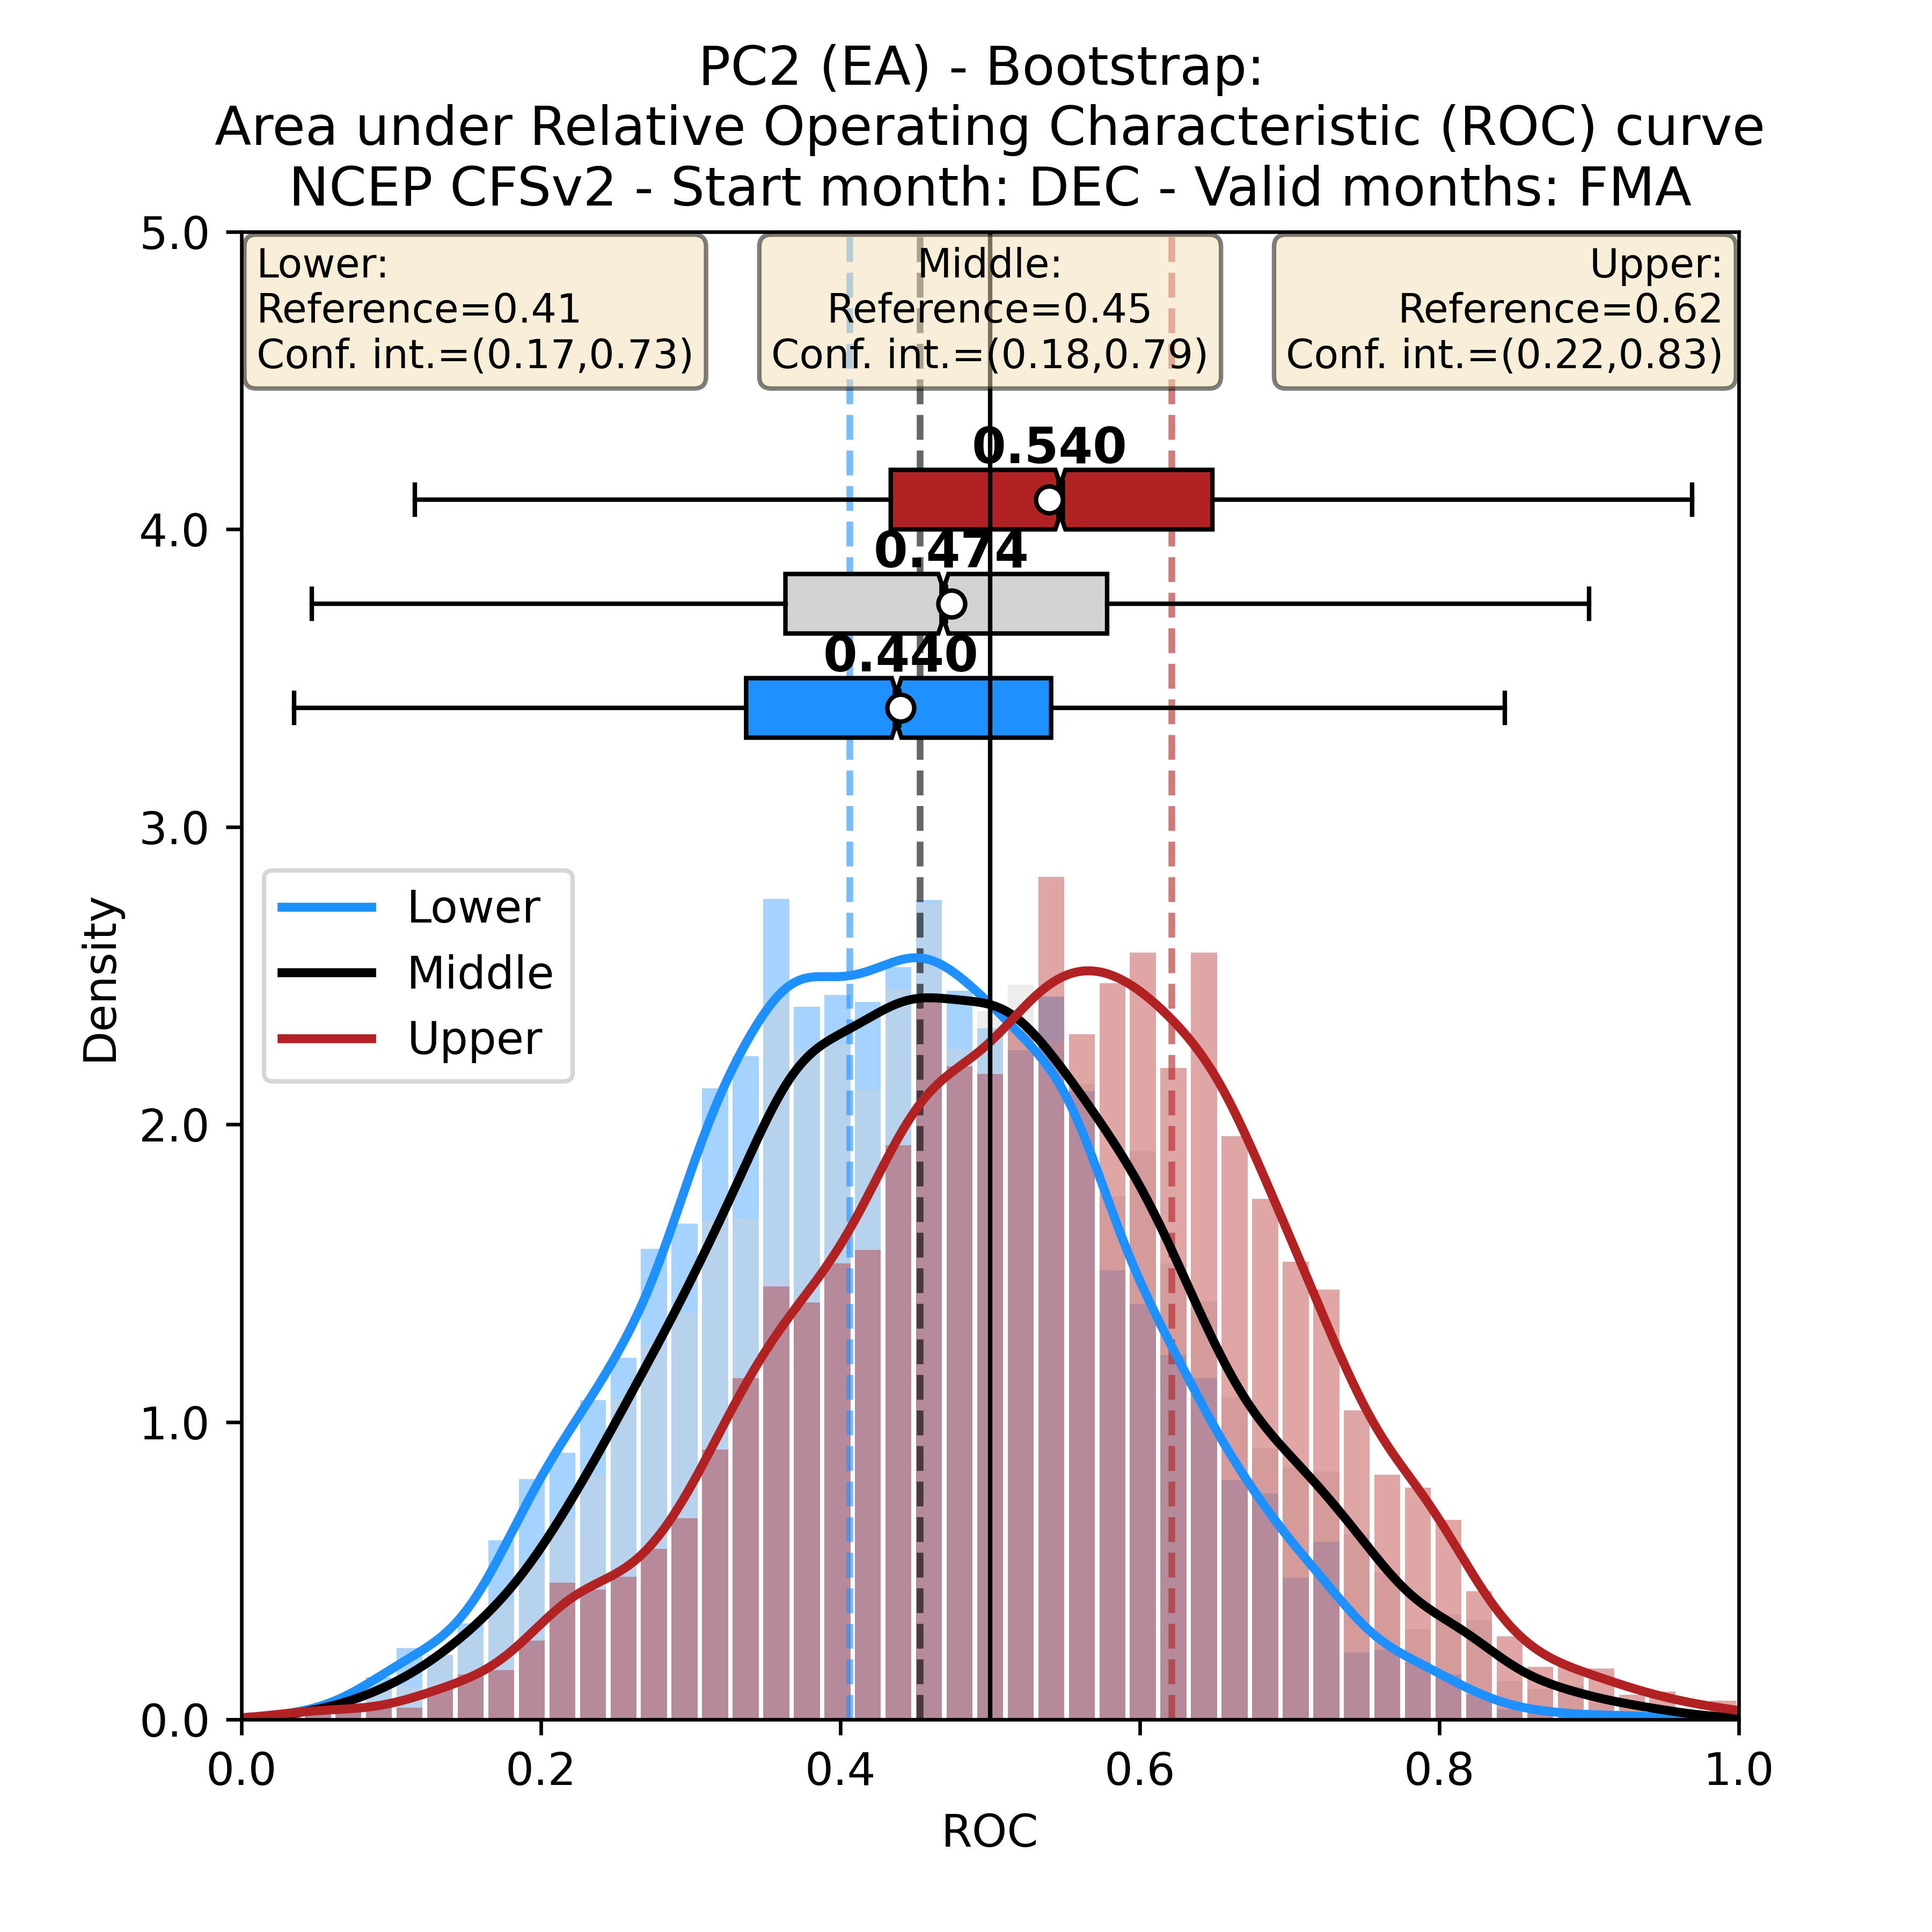 PC2 (EA) - Bootstrap:
Area under Relative Operating Characteristic (ROC) curve
NCEP CFSv2 - Start month: DEC - Valid months: FMA
Lower:
Reference=0.41
Conf. int.=(0.17,0.73)
Middle:
Reference=0.45
Conf. int.=(0.18,0.79)
Upper:
Reference=0.62
Conf. int.=(0.22,0.83)
0.540
0.474
0.440
Lower
Middle
Upper
Density
5.0
4.0
3.0
2.0
1.0
0.0
0.0 0.2 0.4 0.6 0.8 1.0
ROC